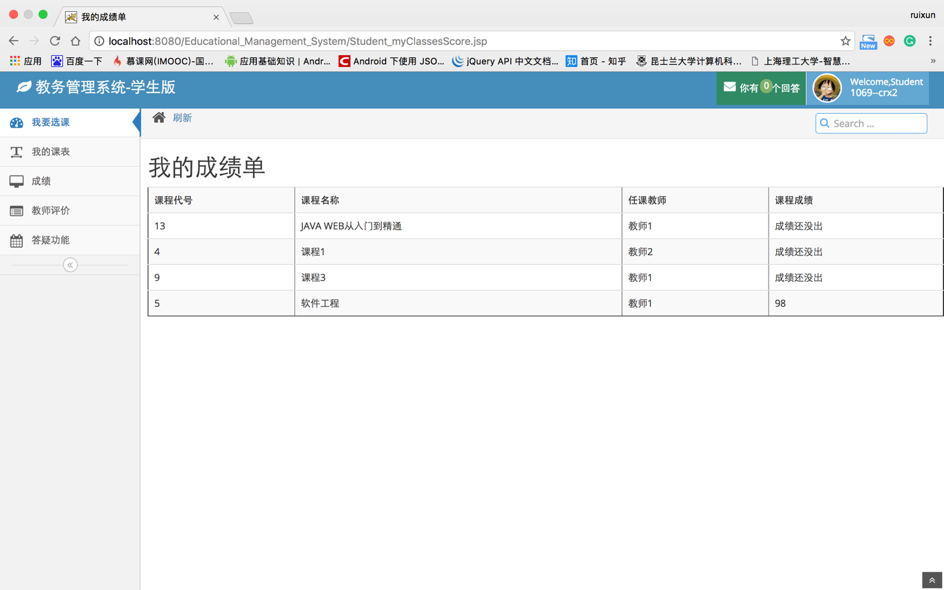 我的成绩单
ruixun
localhost:8080/Educational_Management_System/Student_myClassesScore.jsp
New
应用 百度一下 慕课网(IMOOC)-国... 应用基础知识 | Andr... Android 下使用 JSO... jQuery API 中文文档... 知 首页 - 知乎 昆士兰大学计算机科... 上海理工大学-智慧... »
教务管理系统-学生版
你有0个回答
Welcome,Student
1069--crx2
我要选课
我的课表
成绩
教师评价
答疑功能
刷新
Search ...
我的成绩单
课程代号 课程名称 任课教师 课程成绩
13 JAVA WEB从入门到精通 教师1 成绩还没出
4 课程1 教师2 成绩还没出
9 课程3 教师1 成绩还没出
5 软件工程 教师1 98